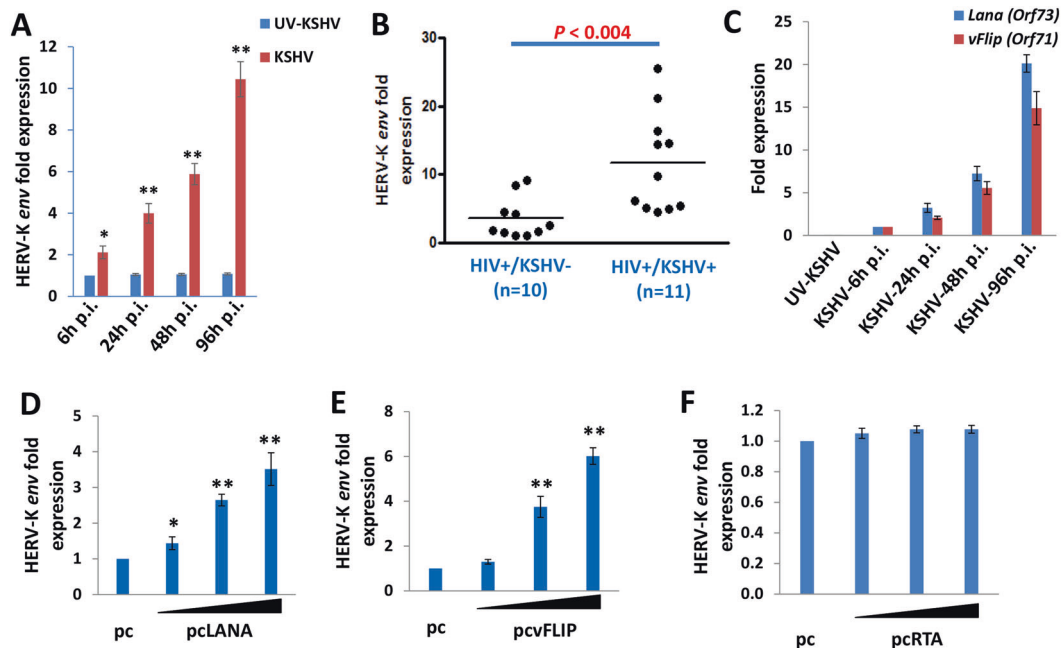 A
UV-KSHV
KSHV
HERV-K env fold expression
12
10
8
6
4
2
0
*
**
**
**
6h p.i.
24h p.i.
48h p.i.
96h p.i.
B
P < 0.004
HERV-K env fold
expression
30
20
10
0
HIV+/KSHV-
(n=10)
HIV+/KSHV+
(n=11)
C
Lana (Orf73)
vFlip (Orf71)
Fold expression
25
20
15
10
5
0
UV-KSHV
KSHV-6h p.i.
KSHV-24h p.i.
KSHV-48h p.i.
KSHV-96h p.i.
D
HERV-K env fold
expression
5
4
3
2
1
0
*
**
**
pc
pcLANA
E
HERV-K env fold
expression
8
6
4
2
0
**
**
pc
pcvFLIP
F
HERV-K env fold
expression
1.2
1.0
0.8
0.6
0.4
0.2
0.0
pc
pcRTA